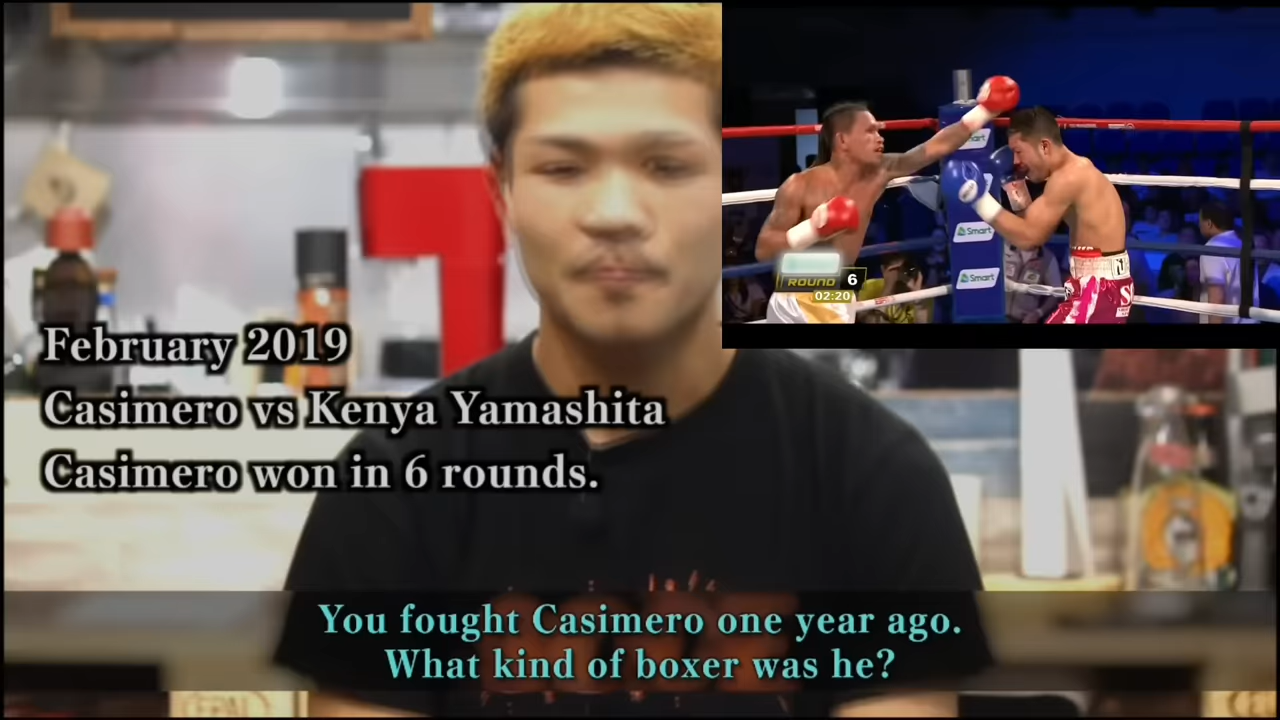 February 2019
Casimero vs Kenya Yamashita
Casimero won in 6 rounds.
Smart
Smart
ROUND 6
02:20
You fought Casimero one year ago.
What kind of boxer was he?